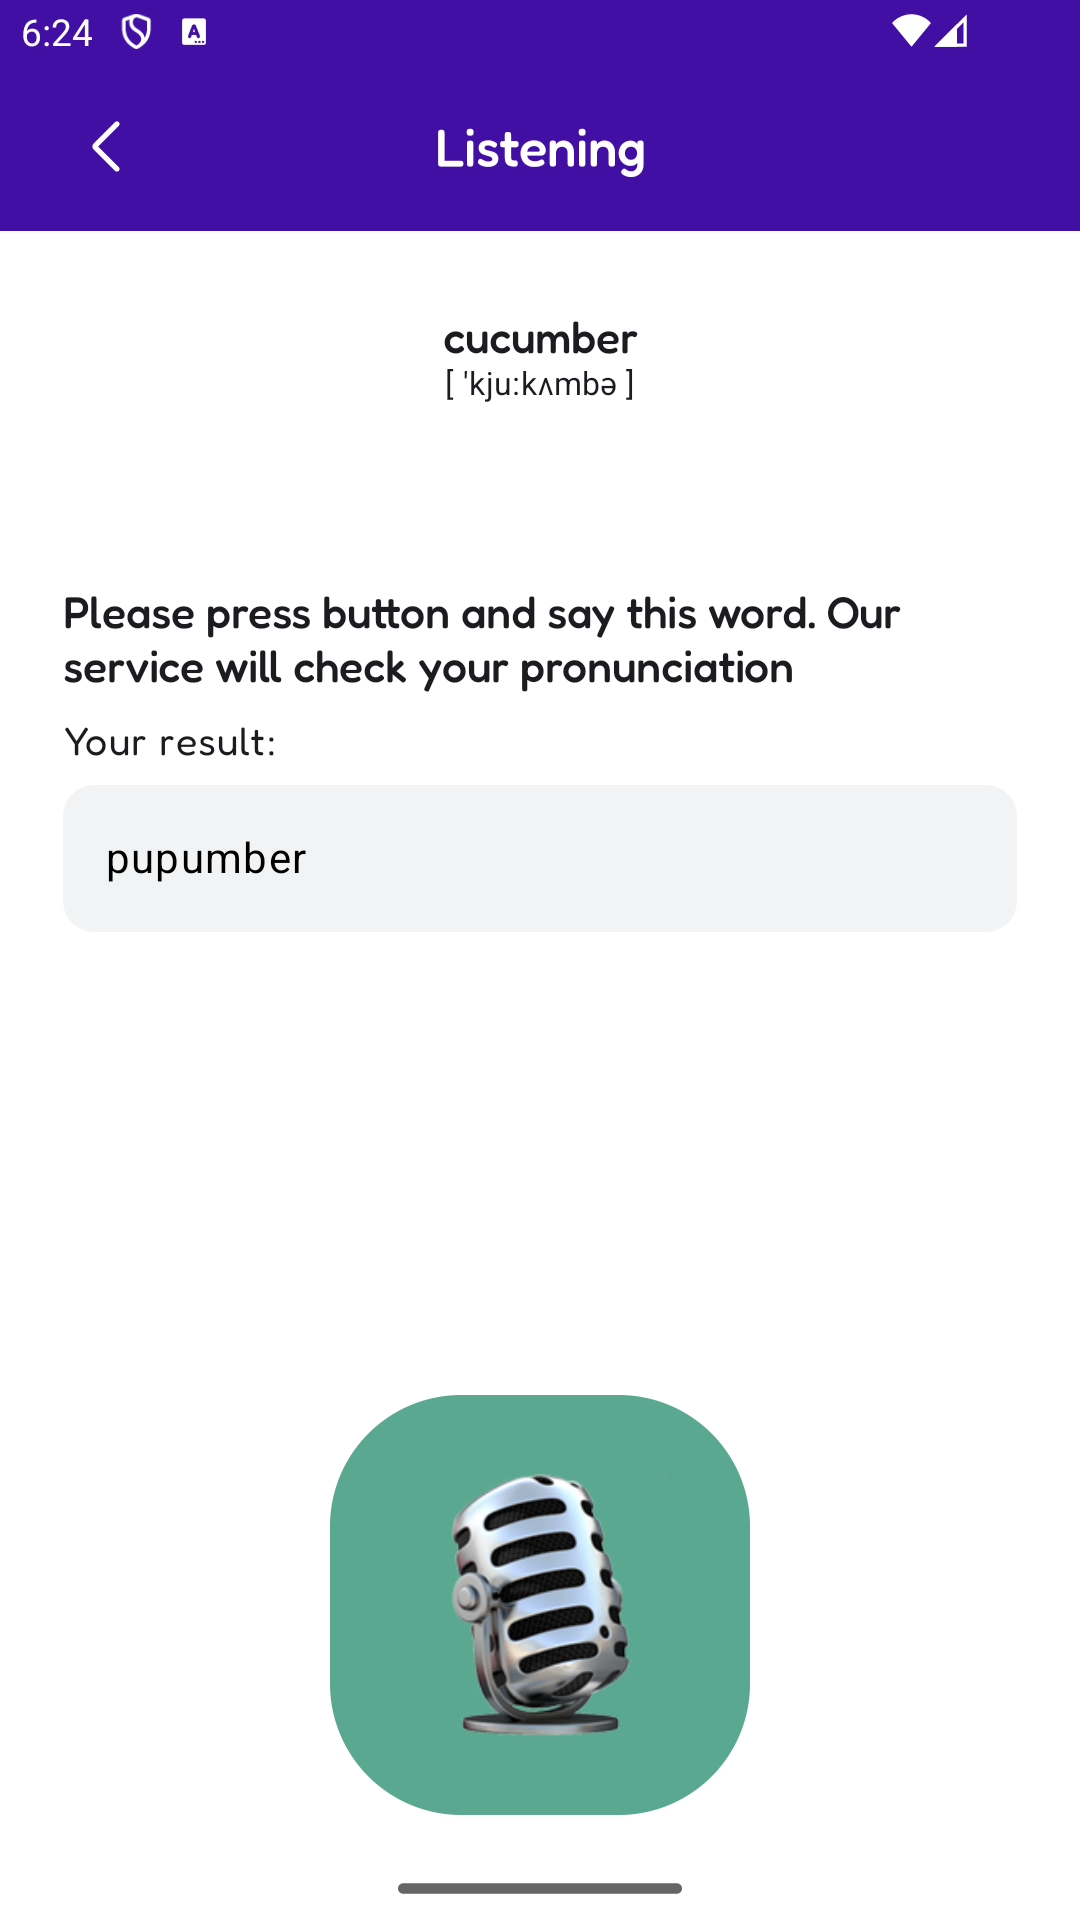 6:24
Listening
cucumber
[ 'kju:kʌmbə ]
Please press button and say this word. Our
service will check your pronunciation
Your result:
pupumber